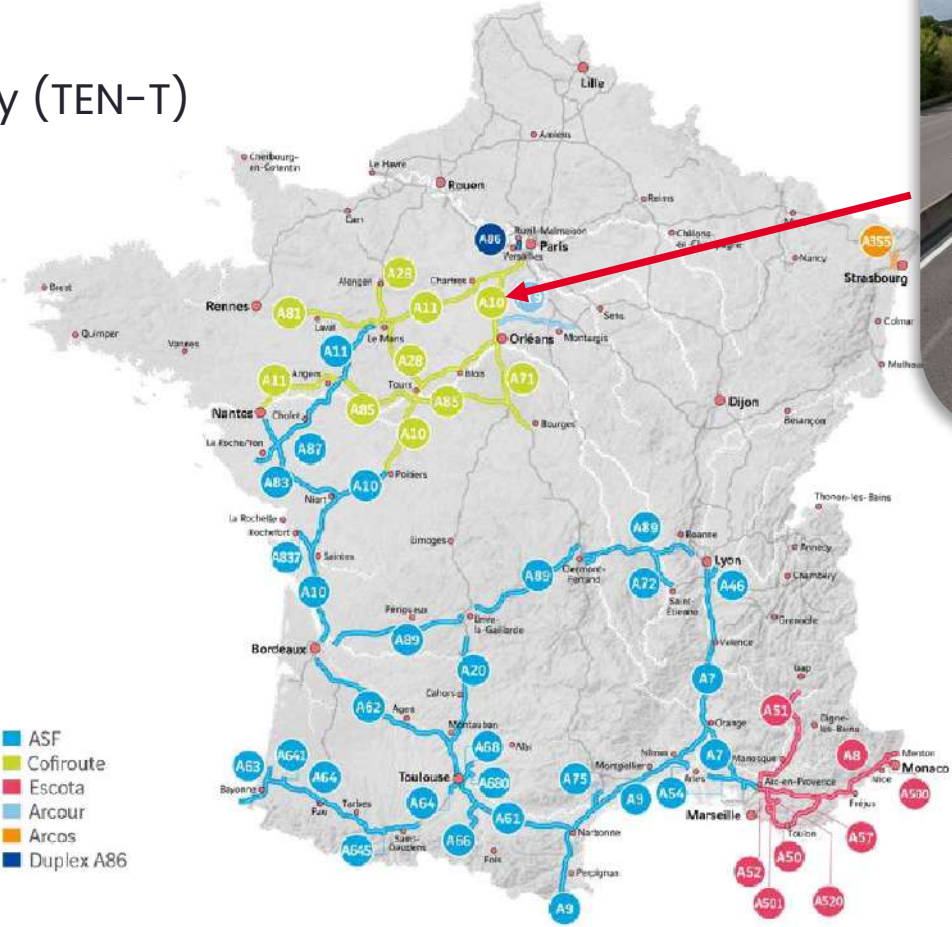 y (TEN-T)
Lille
Amiens
Cherbourg-
en-Cotentin
Le Havre
Rouen
Reims
Caen
A86
Rueil-Malmaison
Paris
Versailles
A355
Strasbourg
Nancy
Brest
Alençon
A28
Chartres
A10
Rennes
A81
A11
Laval
Le Mans
Sens
Quimper
Vannes
Orléans
Montargis
Colmar
A11
A28
Blois
A71
A11
Angers
Tours
A85
A85
Dijon
Besançon
Nantes
Cholet
A10
Bourges
La Roche/Yon
A87
A83
Niort
A10
Poitiers
Thonon-les-Bains
La Rochelle
Rochefort
A837
Saintes
Limoges
A89
Roanne
Annecy
Lyon
Clermont-
Ferrand
A89
A72
A46
Chambéry
Saint-
Étienne
A10
Périgueux
Brive-
la-Gaillarde
Grenoble
A89
Valence
Bordeaux
A20
A7
Gap
Cahors
A62
Agen
A51
Montauban
Orange
Digne-
les-Bains
ASF
Cofiroute
Escota
Arcour
Arcos
Duplex A86
A68
Albi
Nîmes
A7
Manosque
A8
Menton
Monaco
A63
A641
A64
Toulouse
A680
A75
Montpellier
Arles
Aix-en-Provence
Nice
A500
Bayonne
Pau
Tarbes
A64
A61
A9
A54
Marseille
Fréjus
A645
Saint-
Gaudens
A66
Foix
Narbonne
Toulon
A57
A50
A52
Perpignan
A501
A520
A9